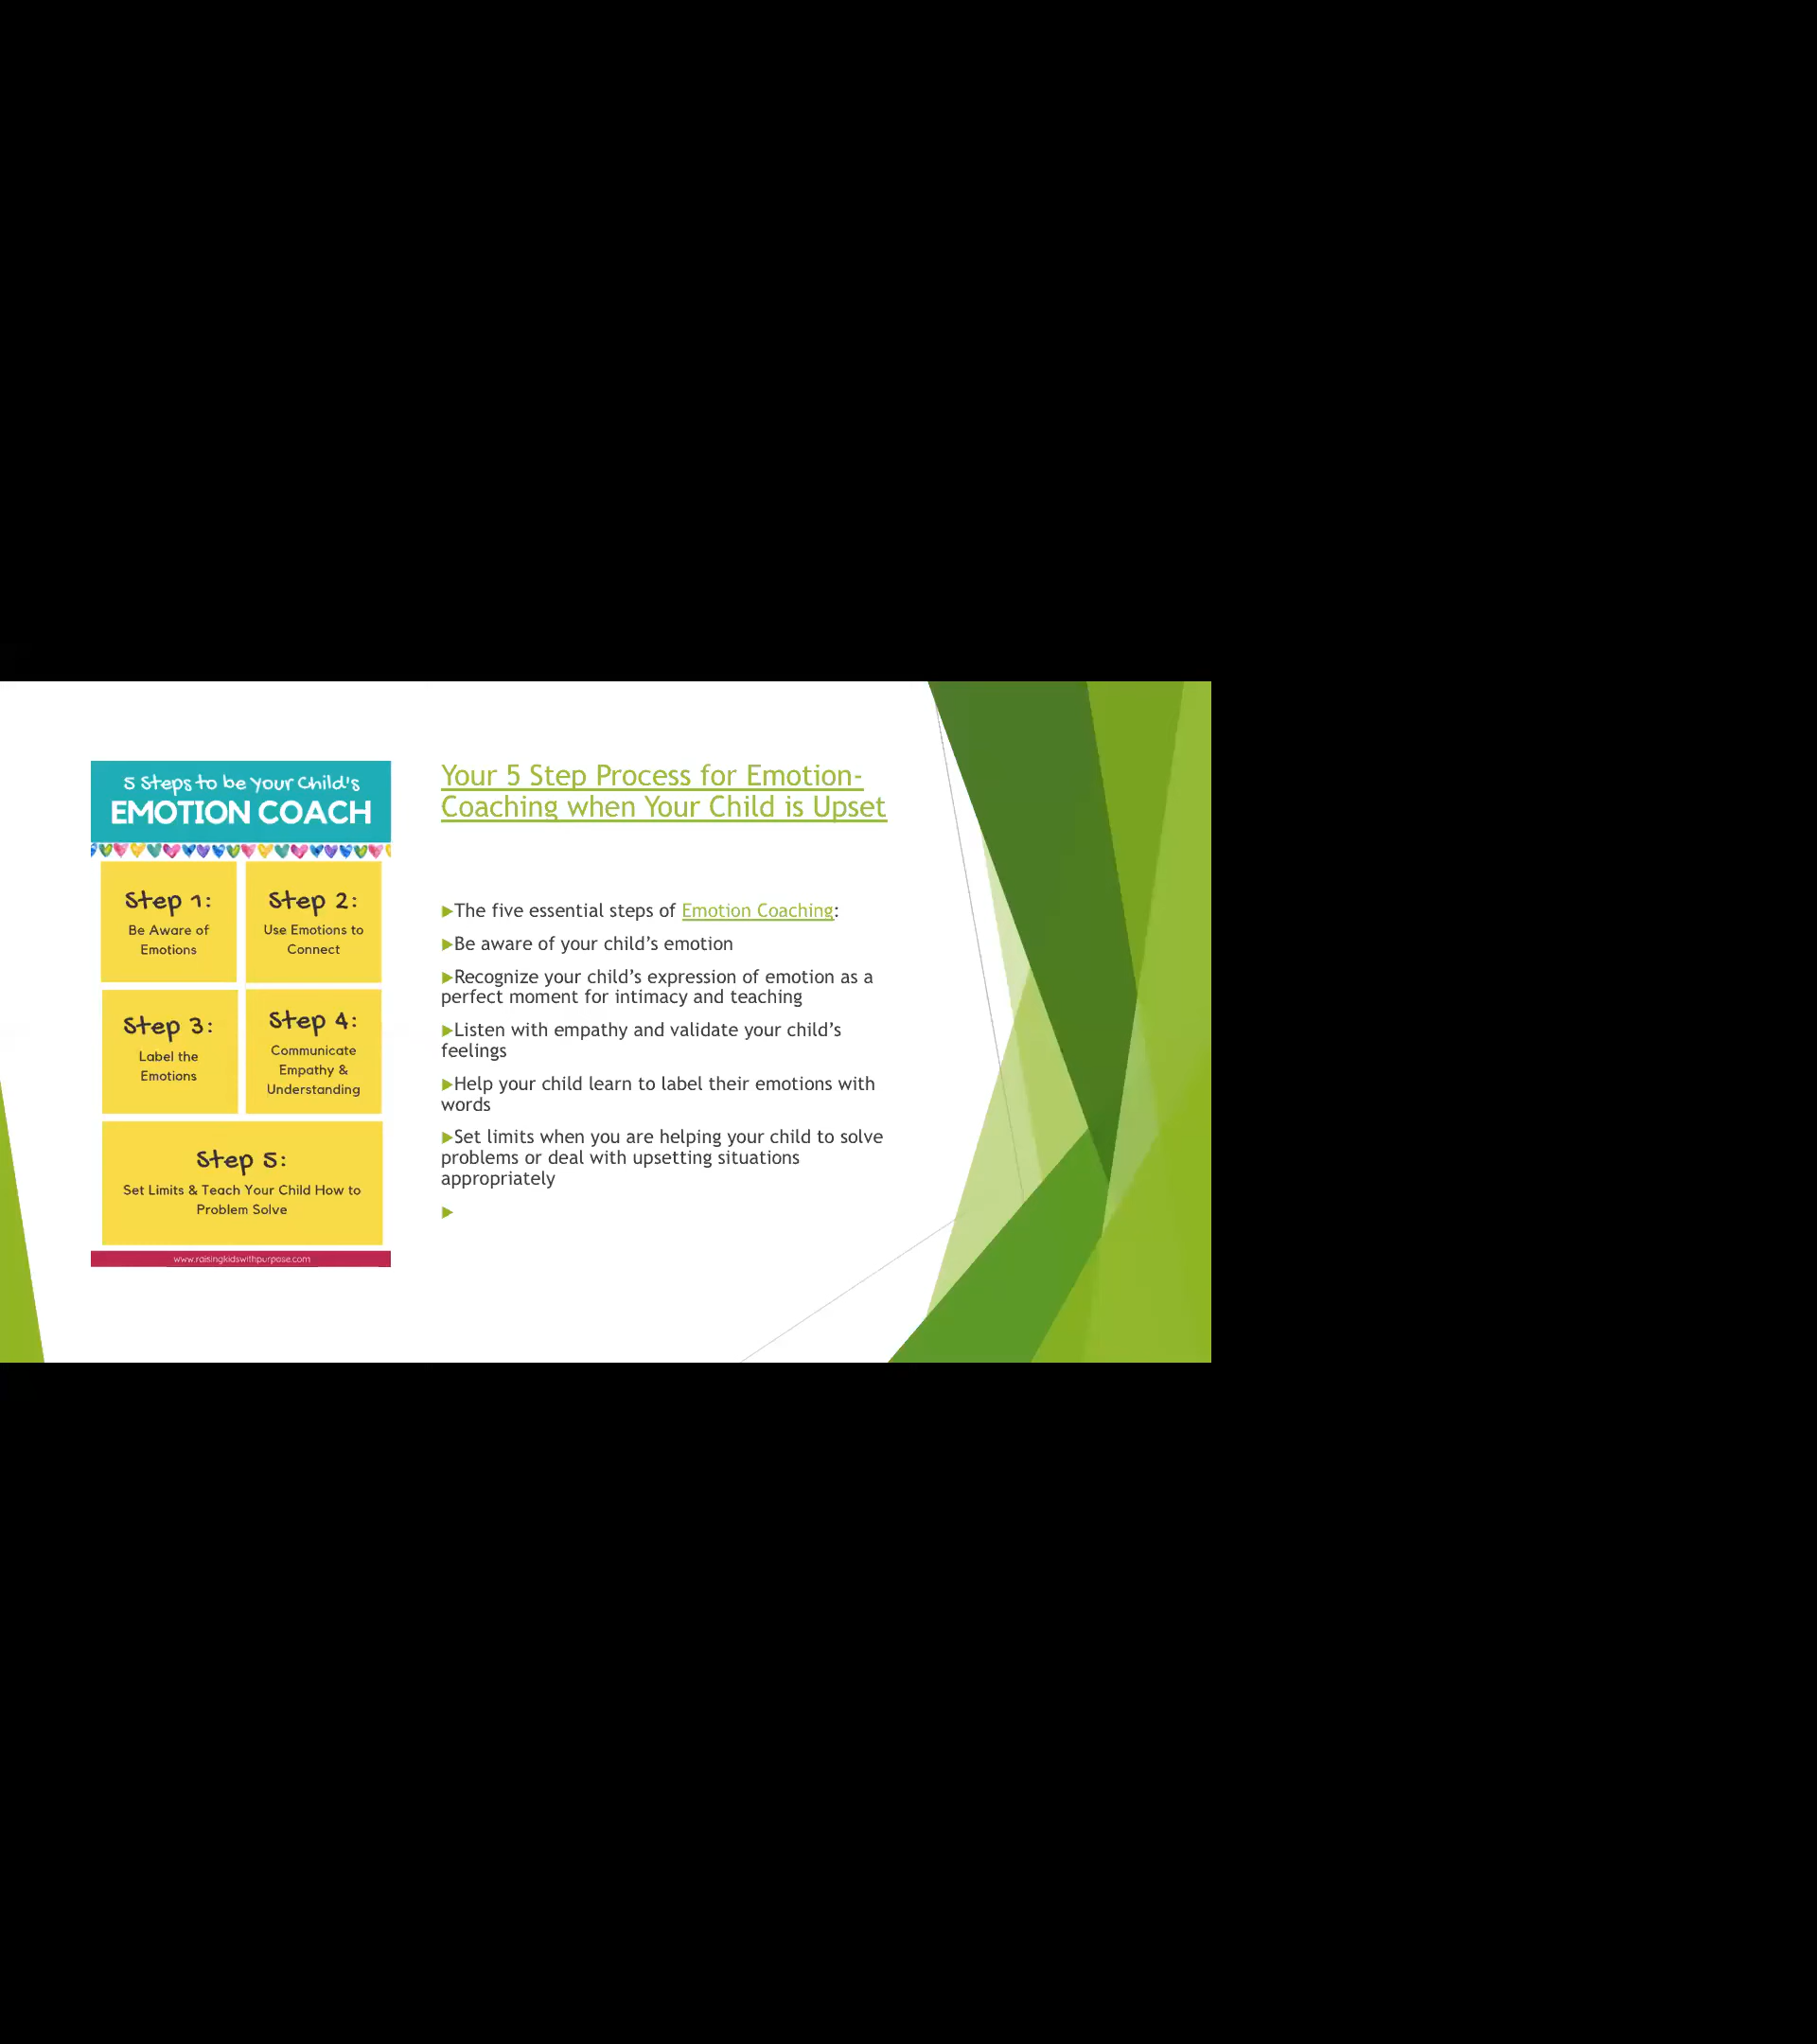 5 Steps to be Your Child's
EMOTION COACH
Step 1:
Be Aware of
Emotions
Step 2:
Use Emotions to
Connect
Step 3:
Label the
Emotions
Step 4:
Communicate
Empathy &
Understanding
Step 5:
Set Limits & Teach Your Child How to
Problem Solve
www.raisingkidswithpurpose.com
Your 5 Step Process for Emotion-
Coaching when Your Child is Upset
▶The five essential steps of Emotion Coaching:
▶Be aware of your child’s emotion
▶Recognize your child’s expression of emotion as a
perfect moment for intimacy and teaching
▶Listen with empathy and validate your child’s
feelings
▶Help your child learn to label their emotions with
words
▶Set limits when you are helping your child to solve
problems or deal with upsetting situations
appropriately
▶